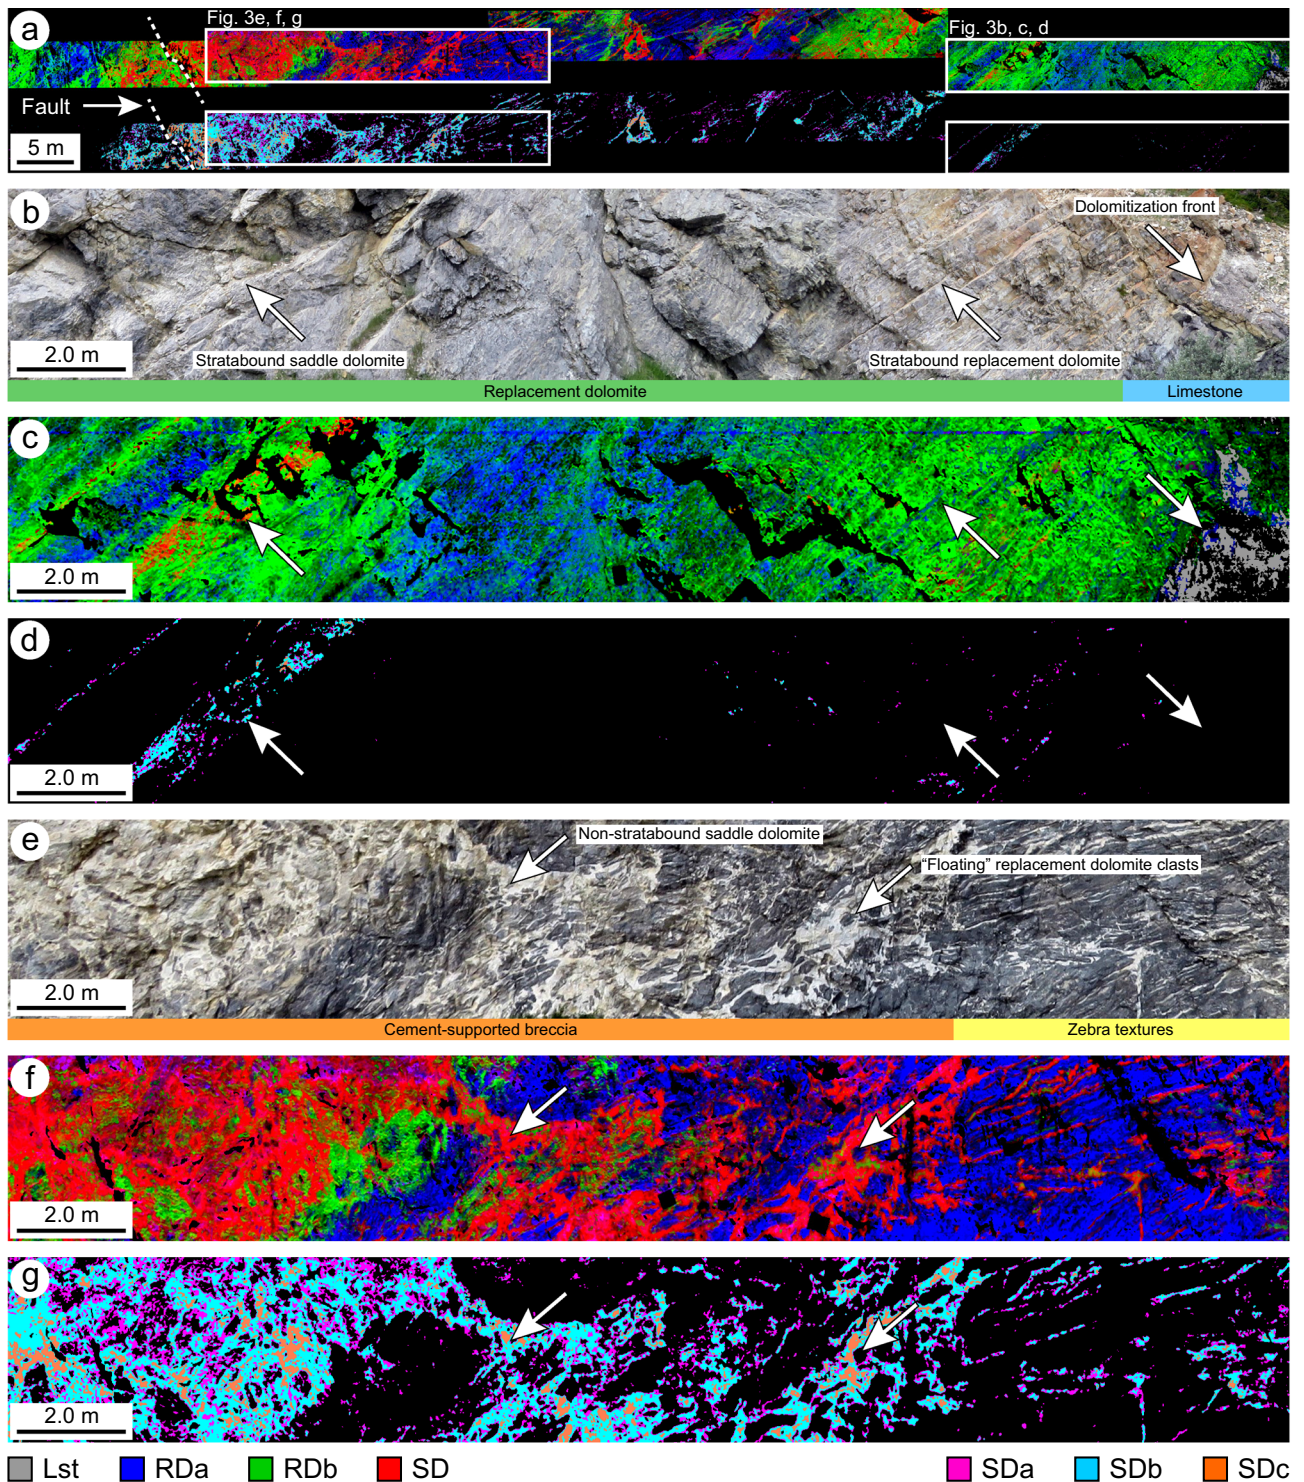 a
Fig. 3e, f, g
Fig. 3b, c, d
Fault
5 m
b
Dolomitization front
Stratabound saddle dolomite
Stratabound replacement dolomite
2.0 m
Replacement dolomite
Limestone
c
2.0 m
d
2.0 m
e
Non-stratabound saddle dolomite
“Floating” replacement dolomite clasts
2.0 m
Cement-supported breccia
Zebra textures
f
2.0 m
g
2.0 m
Lst RDa RDb SD SDa SDb SDc